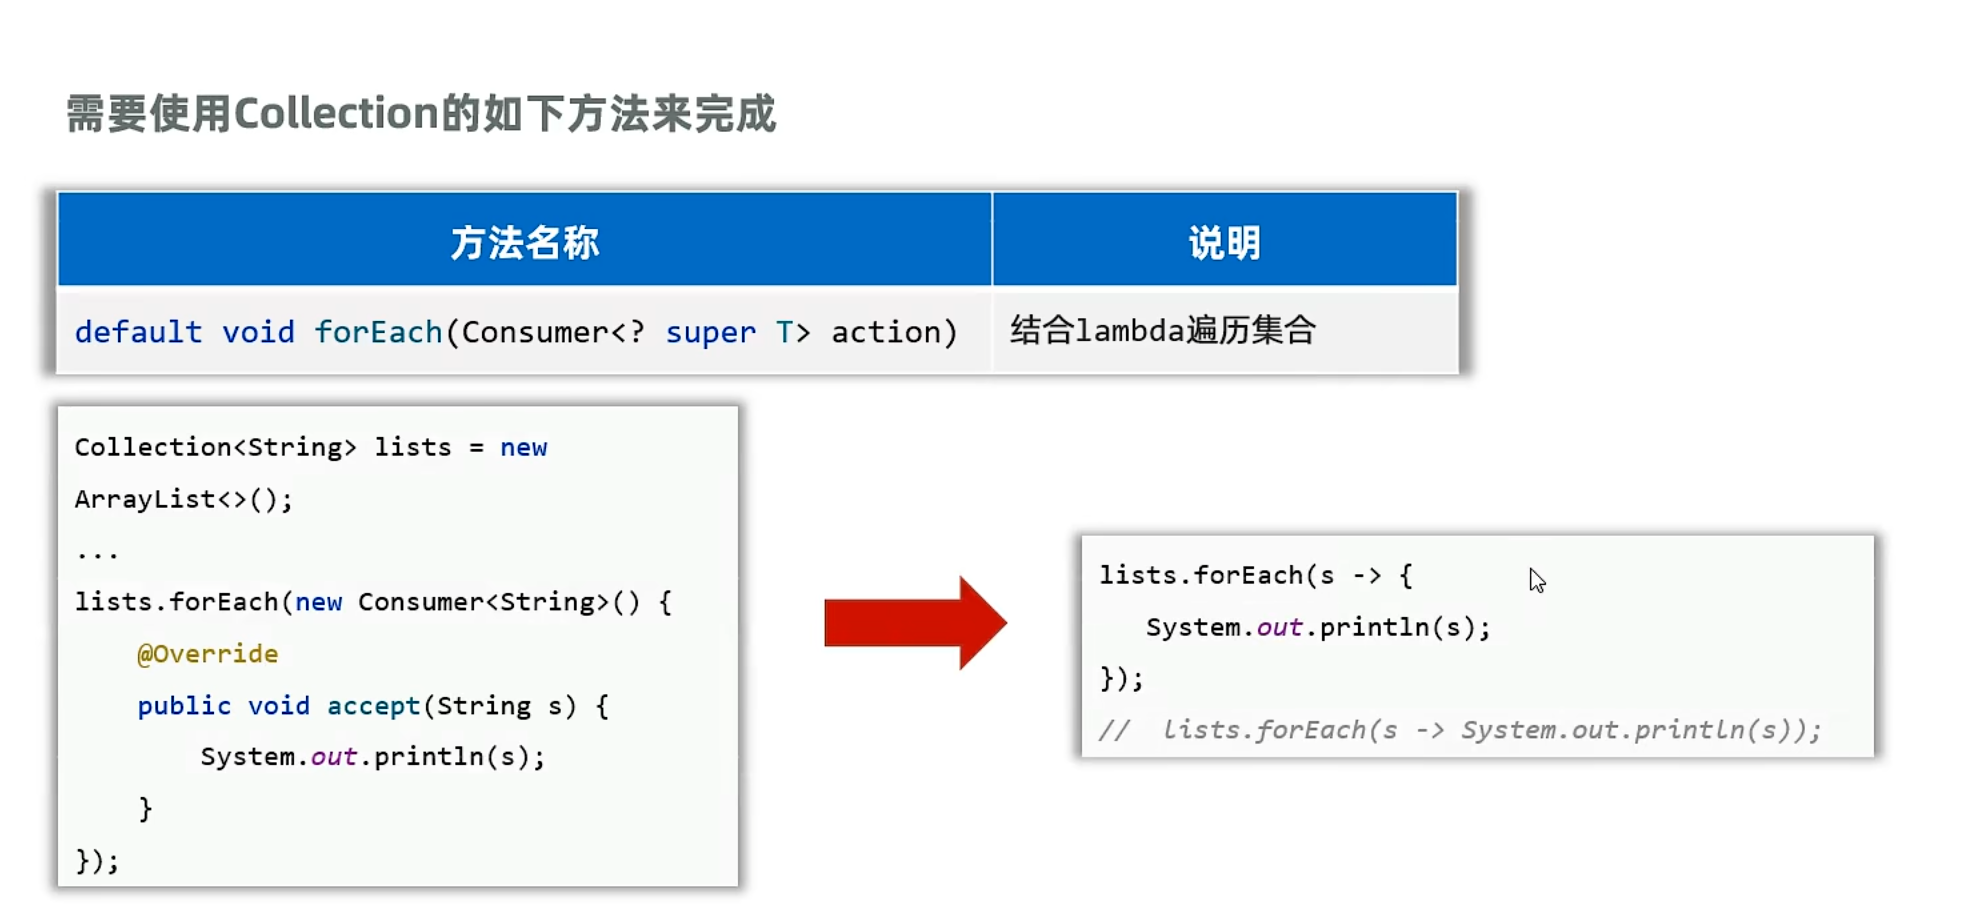 需要使用Collection的如下方法来完成
方法名称
说明
default void forEach(Consumer<? super T> action)
结合lambda遍历集合
Collection<String> lists = new
ArrayList<>();
...
lists.forEach(new Consumer<String>() {
@Override
public void accept(String s) {
System.out.println(s);
}
});
lists.forEach(s -> {
System.out.println(s);
});
// lists.forEach(s -> System.out.println(s));